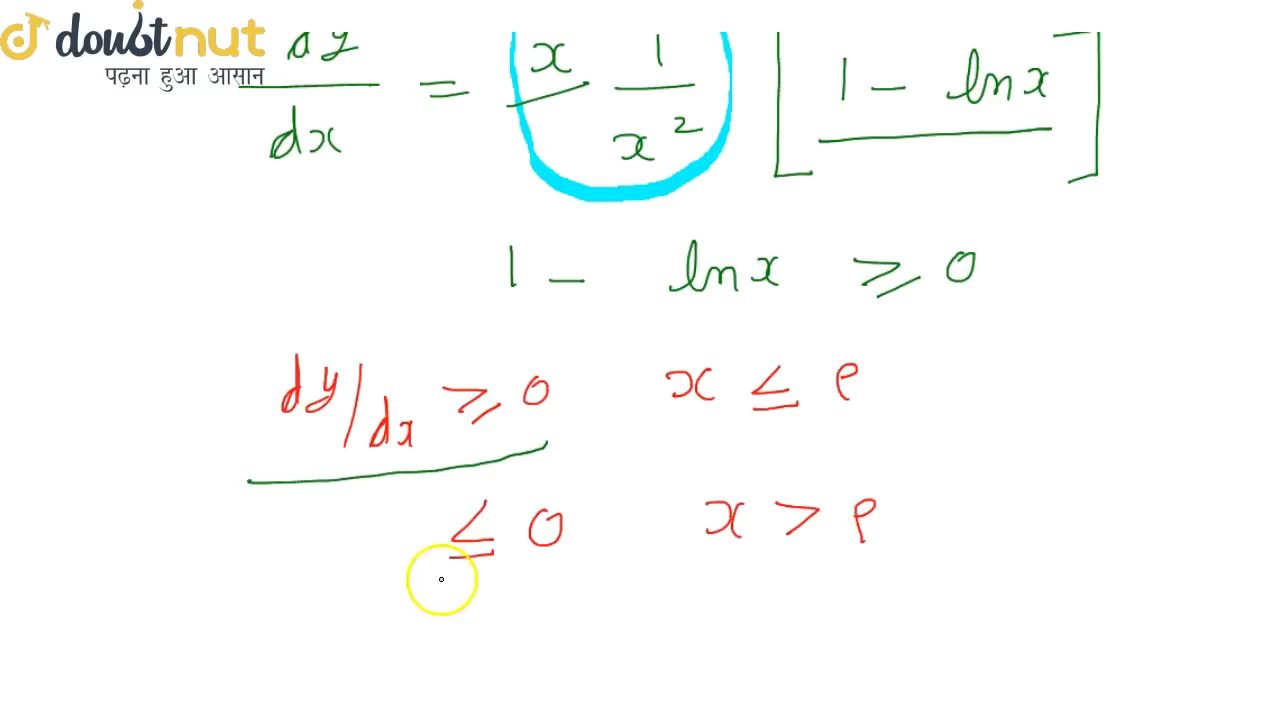 doubtnut
पढ़ना हुआ आसान
dy/dx = x 1/x² [1 - ln x]
1 - ln x ≥ 0
dy/dx ≥ 0 x ≤ e
≤ 0 x > e